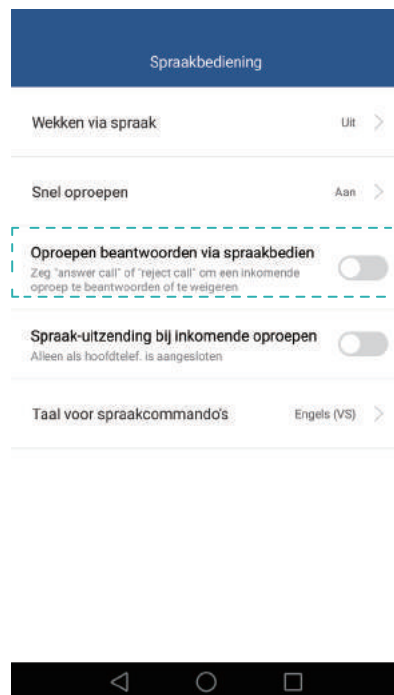 Spraakbediening
Wekken via spraak Uit
Snel oproepen Aan
Oproepen beantwoorden via spraakbedien
Zeg "answer call" of "reject call" om een inkomende
oproep te beantwoorden of te weigeren
Spraak-uitzending bij inkomende oproepen
Alleen als hoofdtelef. is aangesloten
Taal voor spraakcommando's Engels (VS)